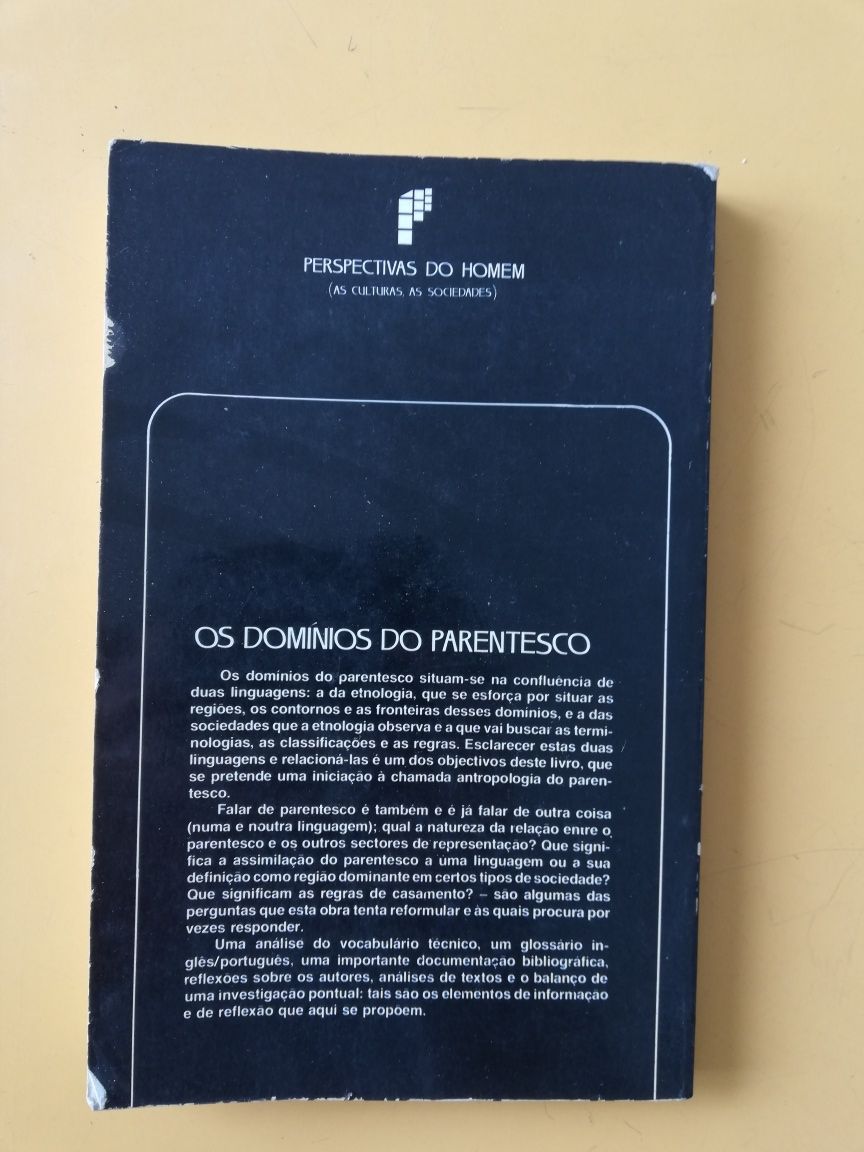 PERSPECTIVAS DO HOMEM
(AS CULTURAS, AS SOCIEDADES)
OS DOMÍNIOS DO PARENTESCO
Os domínios do parentesco situam-se na confluência de
duas linguagens: a da etnologia, que se esforça por situar as
regiões, os contornos e as fronteiras desses domínios, e a das
sociedades que a etnologia observa e a que vai buscar as termi-
nologias, as classificações e as regras. Esclarecer estas duas
linguagens e relacioná-las é um dos objectivos deste livro, que
se pretende uma iniciação à chamada antropologia do paren-
tesco.
Falar de parentesco é também e é já falar de outra coisa
(numa e noutra linguagem); qual a natureza da relação entre o
parentesco e os outros sectores de representação? Que signi-
fica a assimilação do parentesco a uma linguagem ou a sua
definição como região dominante em certos tipos de sociedade?
Que significam as regras de casamento? – são algumas das
perguntas que esta obra tenta reformular e às quais procura por
vezes responder.
Uma análise do vocabulário técnico, um glossário in-
glês/português, uma importante documentação bibliográfica,
reflexões sobre os autores, análises de textos e o balanço de
uma investigação pontual: tais são os elementos de informação
e de reflexão que aqui se propõem.